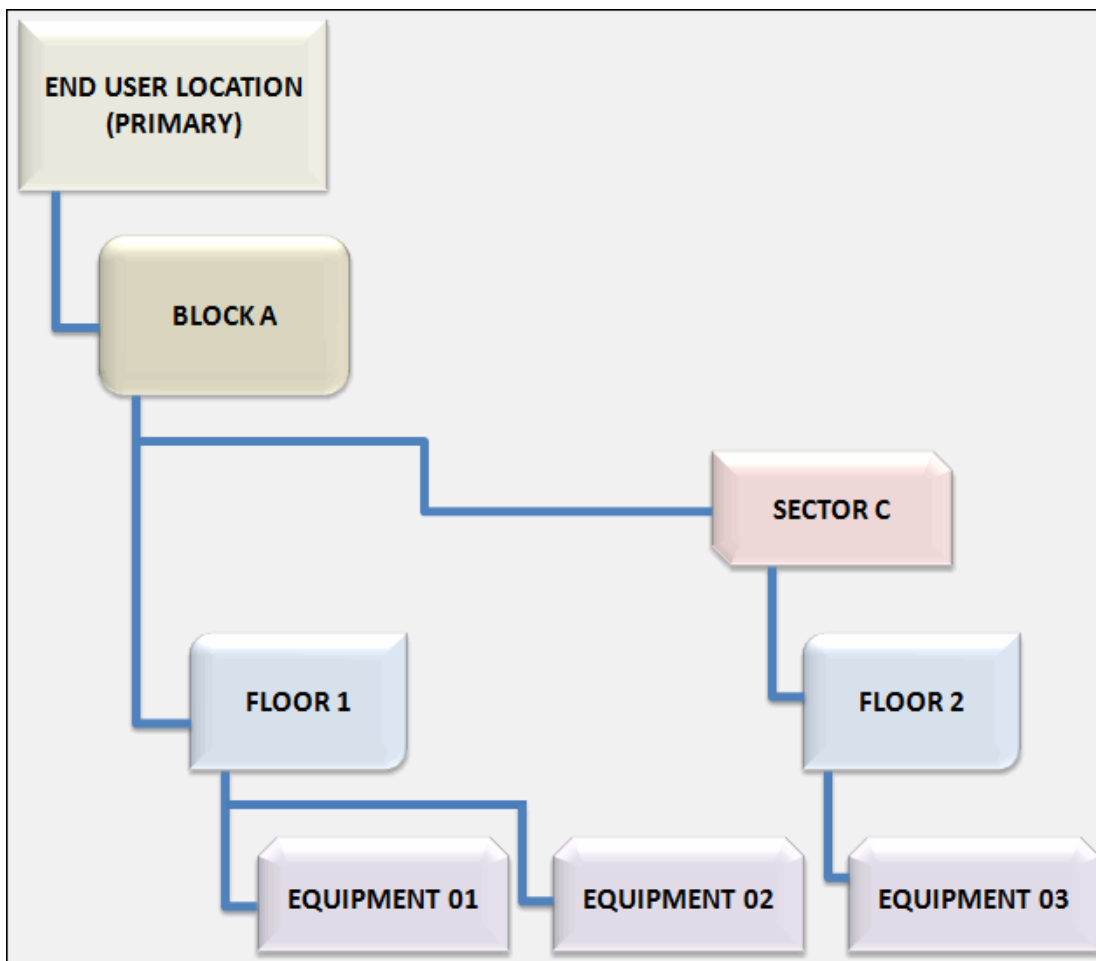 END USER LOCATION
(PRIMARY)
BLOCK A
SECTOR C
FLOOR 1
FLOOR 2
EQUIPMENT 01
EQUIPMENT 02
EQUIPMENT 03